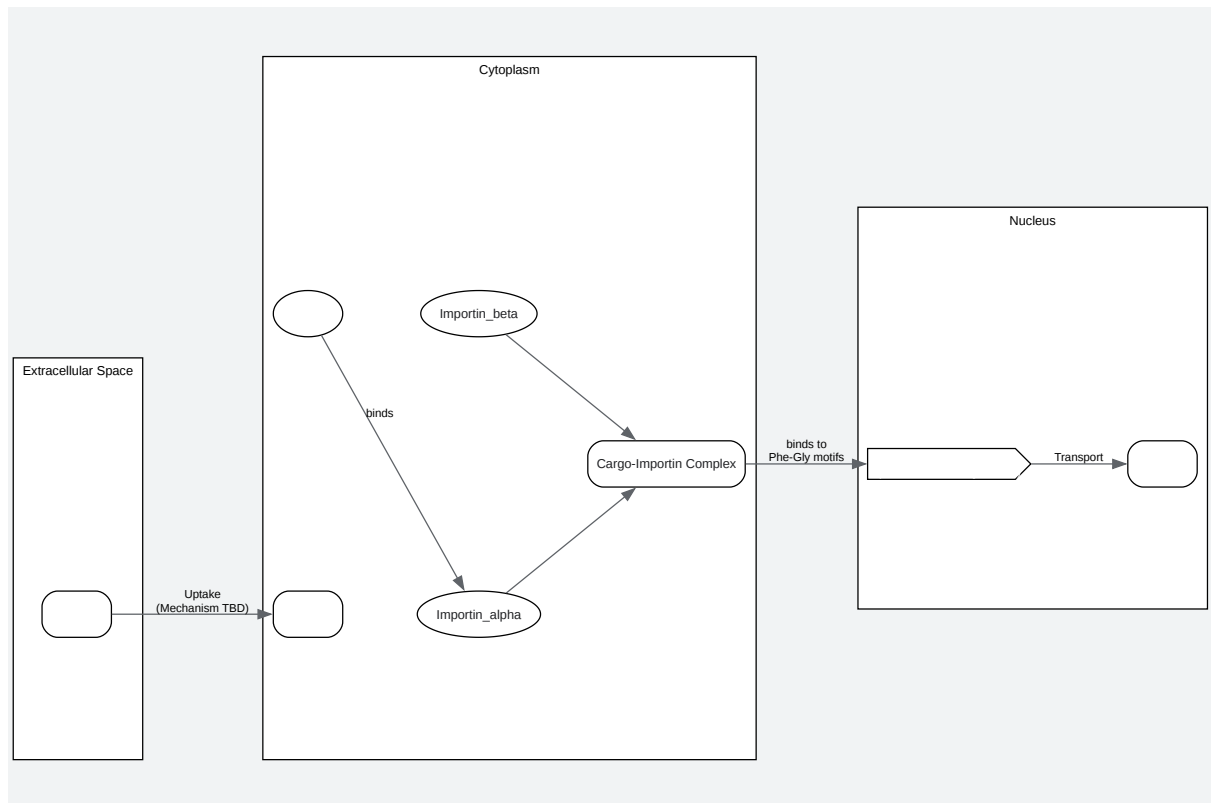 Cytoplasm
Nucleus
Importin_beta
Extracellular Space
binds
binds to
Phe-Gly motifs
Cargo-Importin Complex
Transport
Uptake
(Mechanism TBD)
Importin_alpha